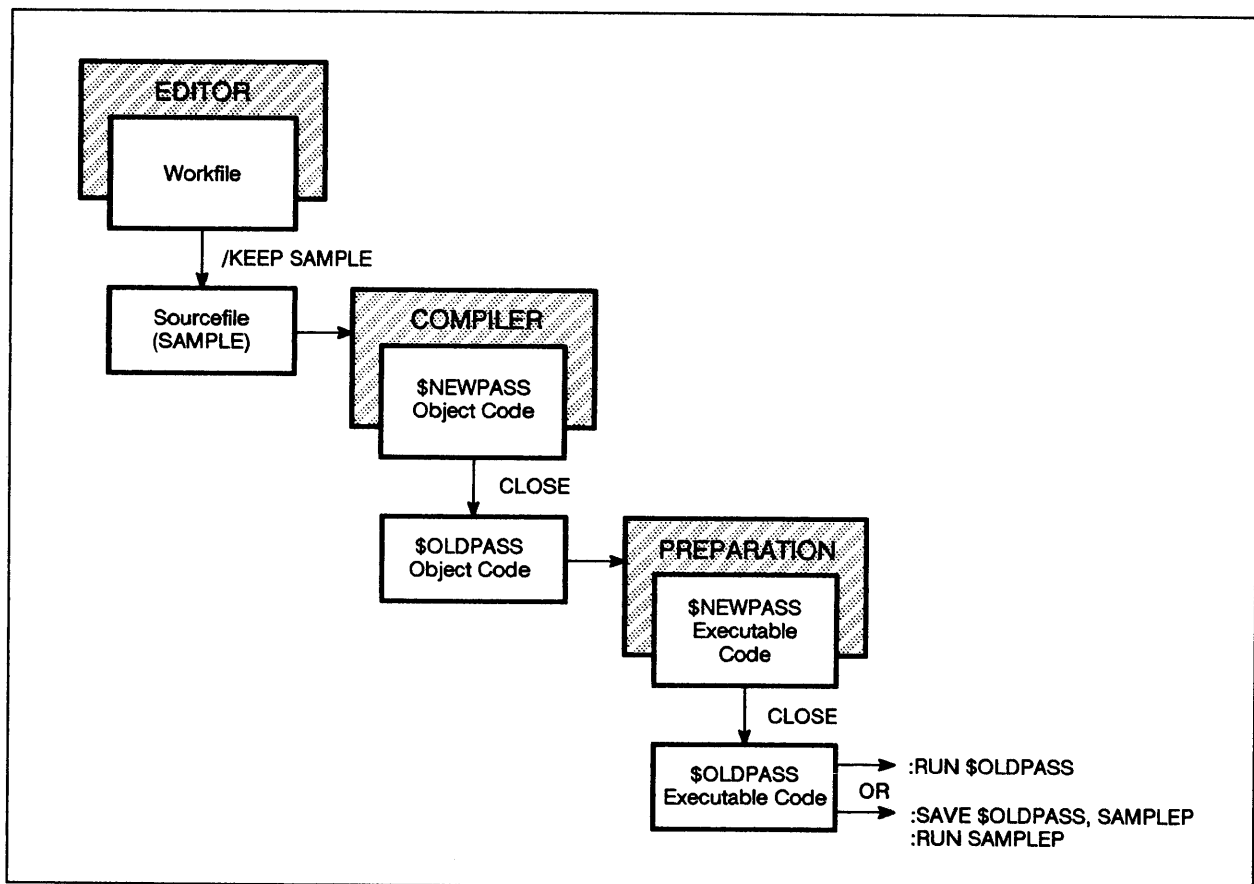 EDITOR
Workfile
/KEEP SAMPLE
Sourcefile
(SAMPLE)
COMPILER
$NEWPASS
Object Code
CLOSE
$OLDPASS
Object Code
PREPARATION
$NEWPASS
Executable
Code
CLOSE
$OLDPASS
Executable Code
:RUN $OLDPASS
OR
:SAVE $OLDPASS, SAMPLEP
:RUN SAMPLEP